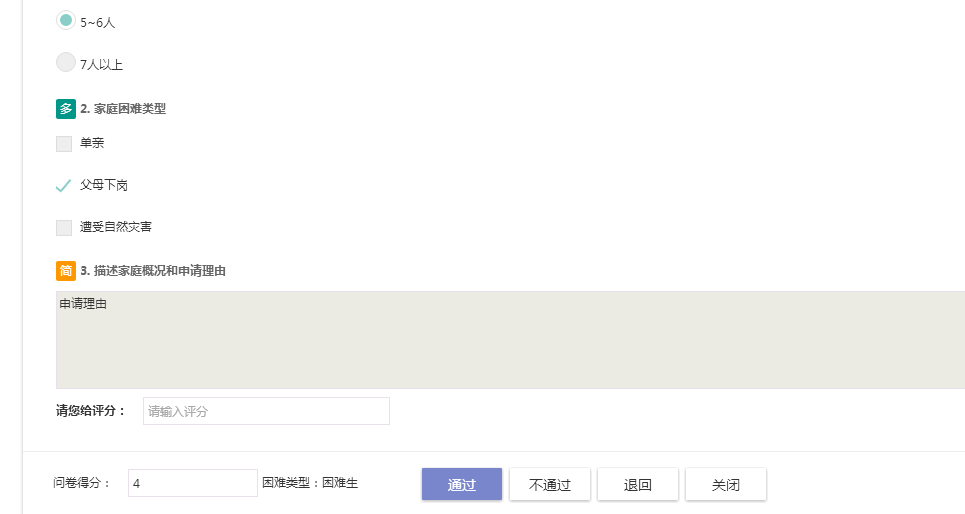 5~6人
7人以上
多 2. 家庭困难类型
单亲
父母下岗
遭受自然灾害
简 3. 描述家庭概况和申请理由
申请理由
请您给评分： 请输入评分
问卷得分： 4 困难类型：困难生 通过 不通过 退回 关闭